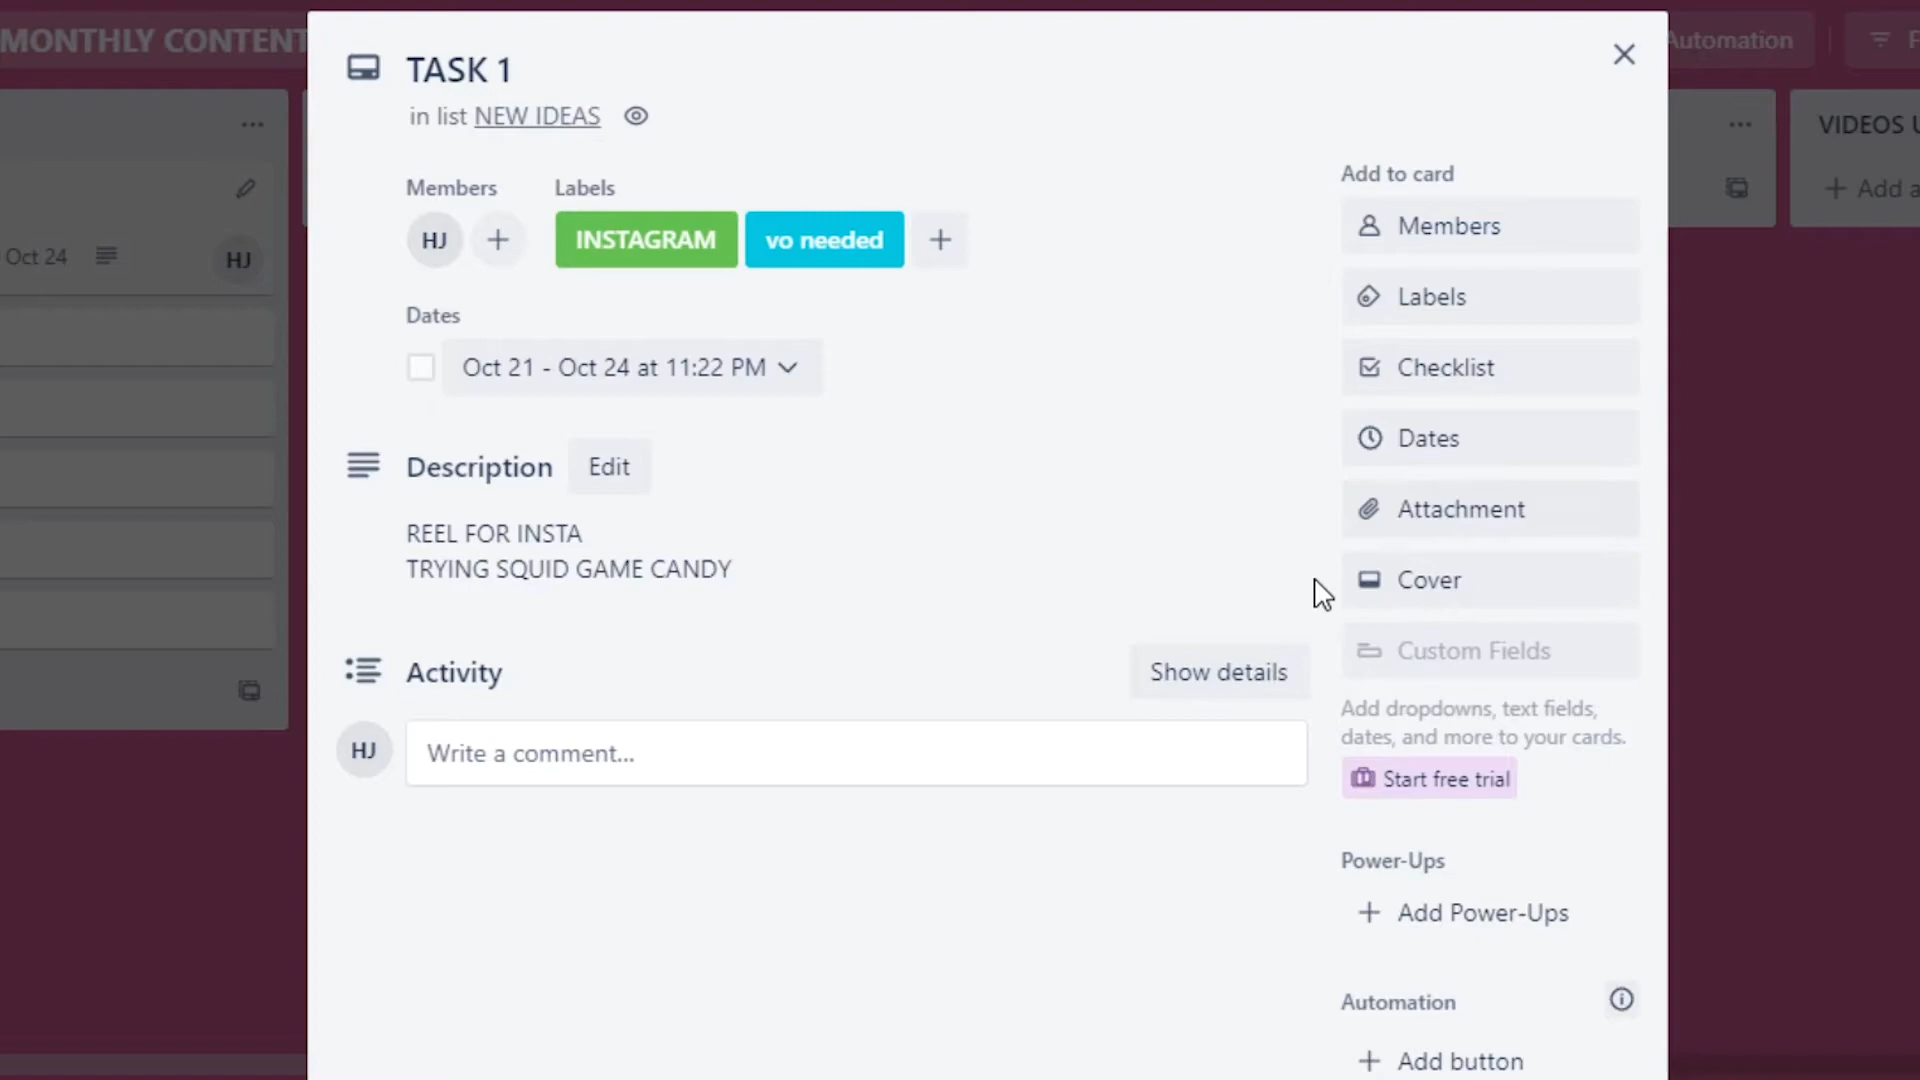 MONTHLY CONTENT
Automation
TASK 1
in list NEW IDEAS
VIDEOS
Add a
Members
Labels
HJ
INSTAGRAM
vo needed
Oct 24
HJ
Dates
Oct 21 - Oct 24 at 11:22 PM
Description
Edit
REEL FOR INSTA
TRYING SQUID GAME CANDY
Activity
Show details
HJ
Write a comment...
Add to card
Members
Labels
Checklist
Dates
Attachment
Cover
Custom Fields
Add dropdowns, text fields,
dates, and more to your cards.
Start free trial
Power-Ups
+ Add Power-Ups
Automation
+ Add button